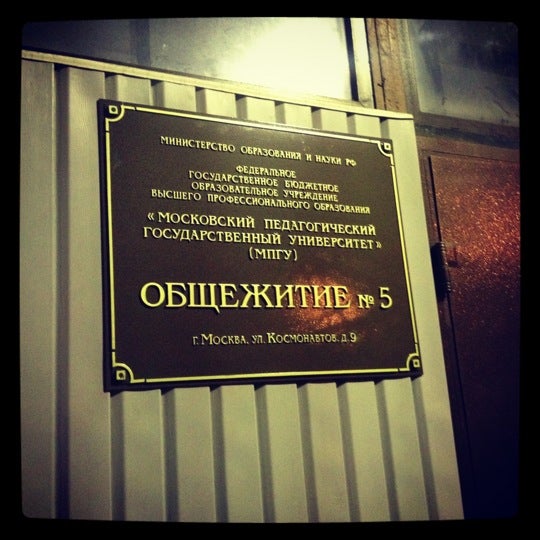 МИНИСТЕРСТВО ОБРАЗОВАНИЯ И НАУКИ РФ
ФЕДЕРАЛЬНОЕ
ГОСУДАРСТВЕННОЕ БЮДЖЕТНОЕ
ОБРАЗОВАТЕЛЬНОЕ УЧРЕЖДЕНИЕ
ВЫСШЕГО ПРОФЕССИОНАЛЬНОГО ОБРАЗОВАНИЯ
«МОСКОВСКИЙ ПЕДАГОГИЧЕСКИЙ
ГОСУДАРСТВЕННЫЙ УНИВЕРСИТЕТ»
(МПГУ)
ОБЩЕЖИТИЕ № 5
Г. МОСКВА, УЛ. КОСМОНАВТОВ, Д. 9